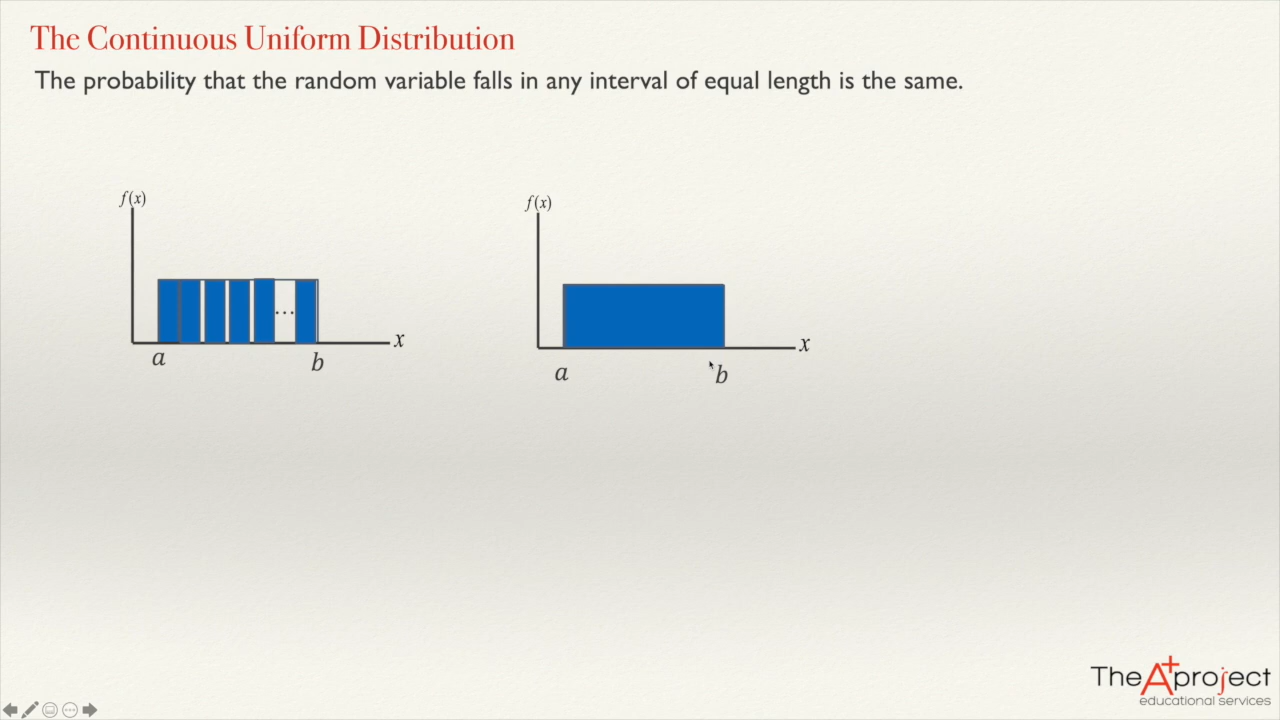 The Continuous Uniform Distribution
The probability that the random variable falls in any interval of equal length is the same.
f(x)
...
x
a
b
f(x)
x
a
b
The A+ project
educational services